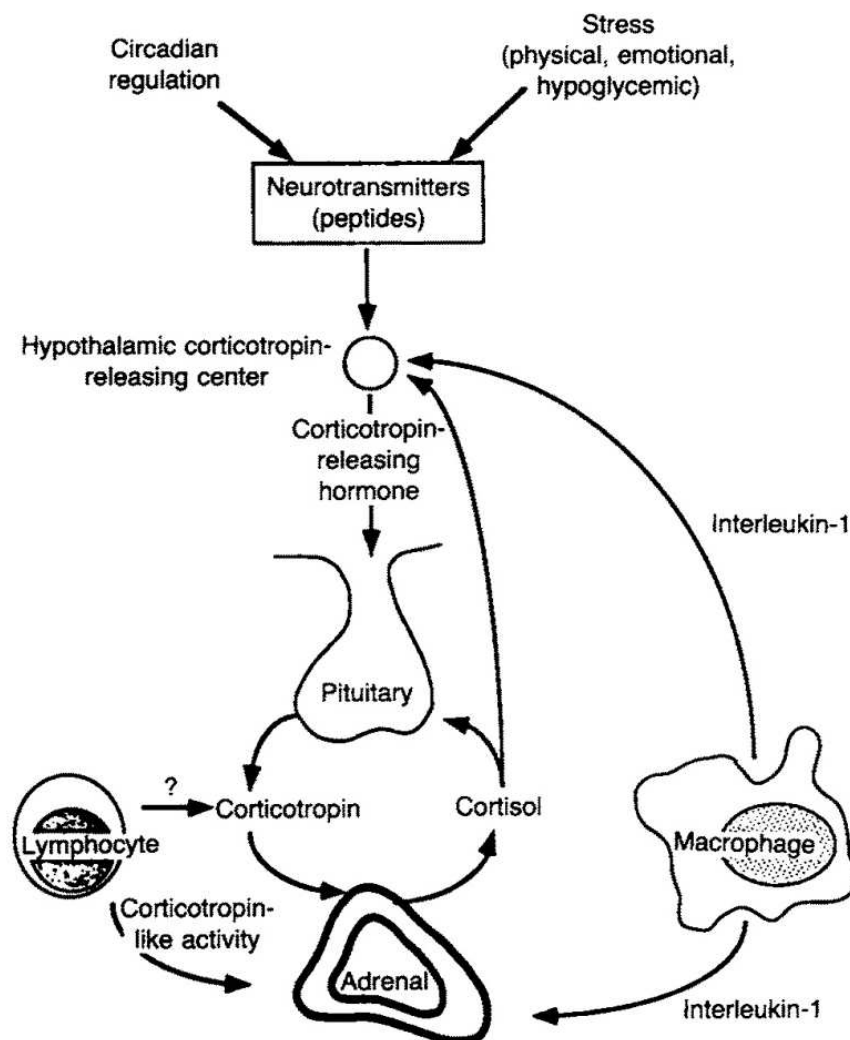 Circadian
regulation
Stress
(physical, emotional,
hypoglycemic)
Neurotransmitters
(peptides)
Hypothalamic corticotropin-
releasing center
Corticotropin-
releasing
hormone
Interleukin-1
Pituitary
?
Lymphocyte
Corticotropin
Cortisol
Macrophage
Corticotropin-
like activity
Adrenal
Interleukin-1